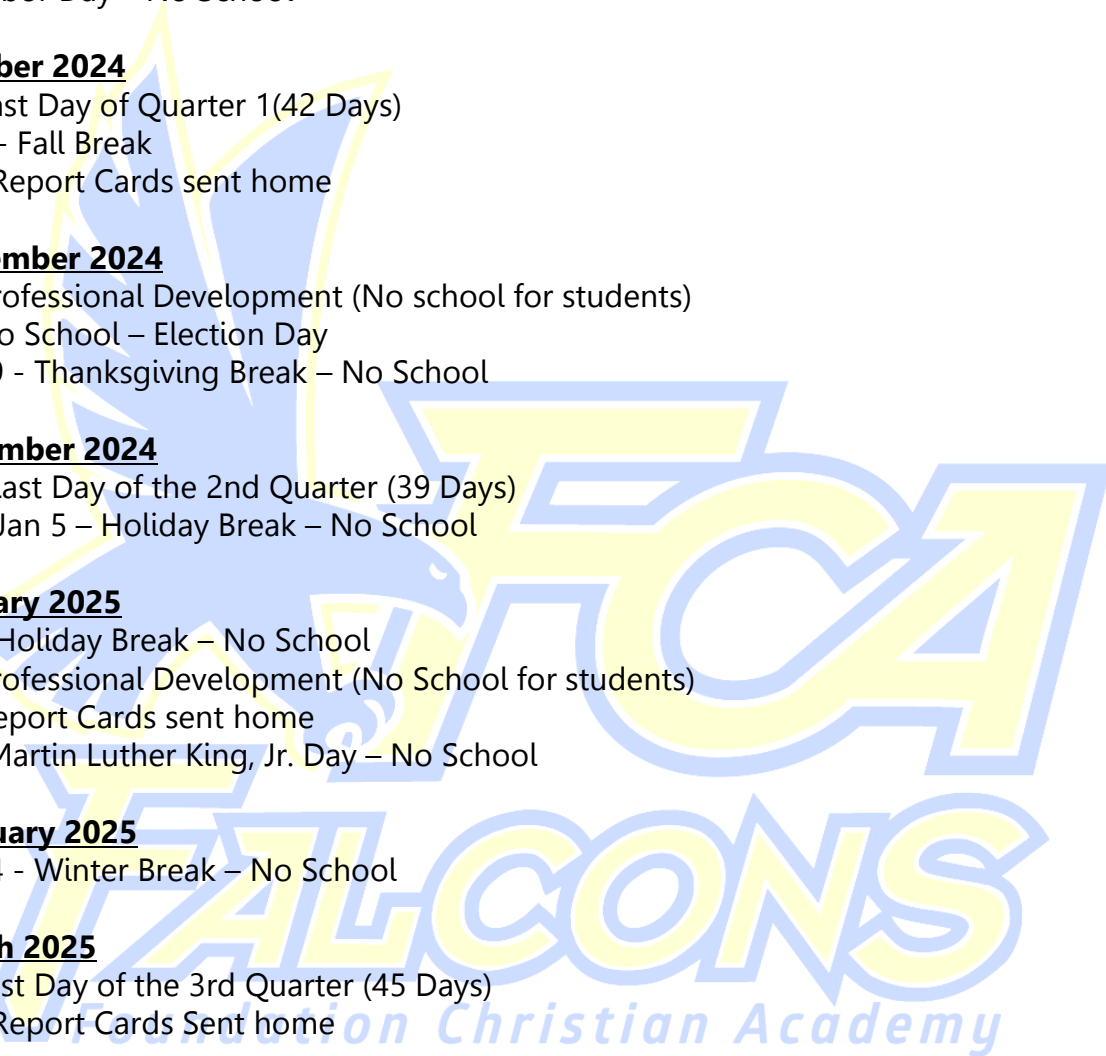 ber 2024
ast Day of Quarter 1(42 Days)
- Fall Break
Report Cards sent home
ember 2024
rofessional Development (No school for students)
o School – Election Day
9 - Thanksgiving Break – No School
mber 2024
Last Day of the 2nd Quarter (39 Days)
Jan 5 – Holiday Break – No School
ary 2025
Holiday Break – No School
rofessional Development (No School for students)
eport Cards sent home
Martin Luther King, Jr. Day – No School
uary 2025
4 - Winter Break – No School
h 2025
st Day of the 3rd Quarter (45 Days)
Report Cards Sent home
FCA
FALCONS
Foundation Christian Academy